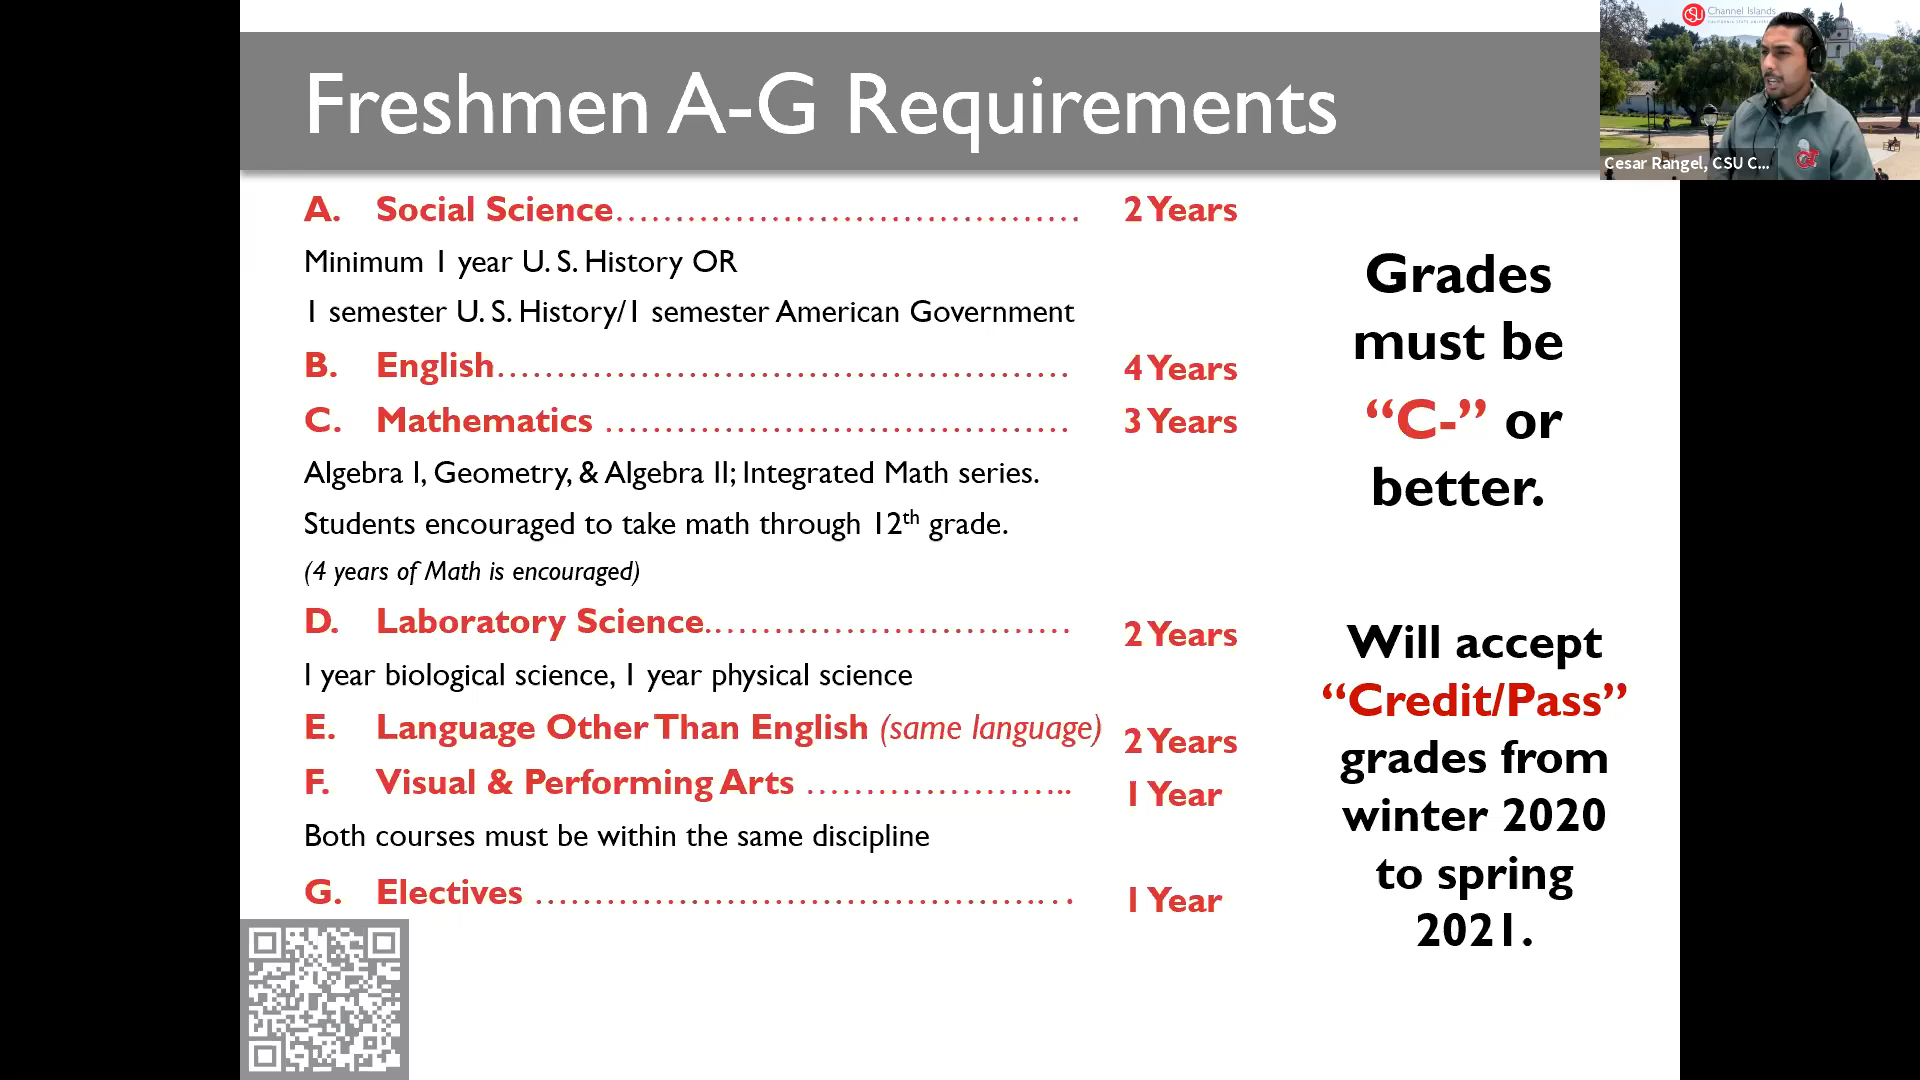 Freshmen A-G Requirements
A. Social Science........................................ 2 Years
Minimum 1 year U. S. History OR
1 semester U. S. History/1 semester American Government
B. English................................................. 4 Years
C. Mathematics ....................................... 3 Years
Algebra I, Geometry, & Algebra II; Integrated Math series.
Students encouraged to take math through 12th grade.
(4 years of Math is encouraged)
D. Laboratory Science............................... 2 Years
1 year biological science, 1 year physical science
E. Language Other Than English (same language) 2 Years
F. Visual & Performing Arts ....................... 1 Year
Both courses must be within the same discipline
G. Electives .............................................. 1 Year
Grades
must be
“C-” or
better.
Will accept
“Credit/Pass”
grades from
winter 2020
to spring
2021.
CSU Channel Islands
Cesar Rangel, CSU C...